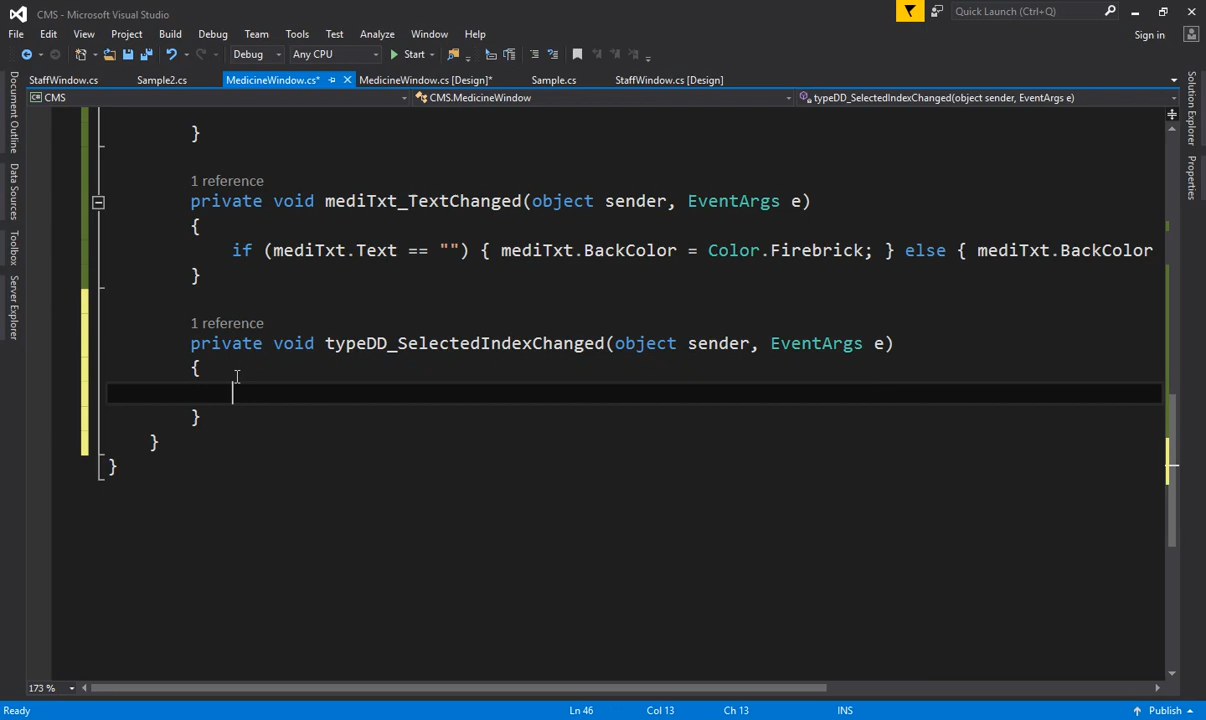 CMS - Microsoft Visual Studio
Quick Launch (Ctrl+Q)
File Edit View Project Build Debug Team Tools Test Analyze Window Help
Sign in
Debug Any CPU Start
StaffWindow.cs Sample2.cs MedicineWindow.cs* MedicineWindow.cs [Design]* Sample.cs StaffWindow.cs [Design]
CMS CMS.MedicineWindow typeDD_SelectedIndexChanged(object sender, EventArgs e)
Document Outline
Data Sources
Toolbox
Server Explorer
Solution Explorer
Properties
}
1 reference
private void mediTxt_TextChanged(object sender, EventArgs e)
{
if (mediTxt.Text == "") { mediTxt.BackColor = Color.Firebrick; } else { mediTxt.BackColor
}
1 reference
private void typeDD_SelectedIndexChanged(object sender, EventArgs e)
{
}
}
}
173 %
Ready Ln 46 Col 13 Ch 13 INS Publish